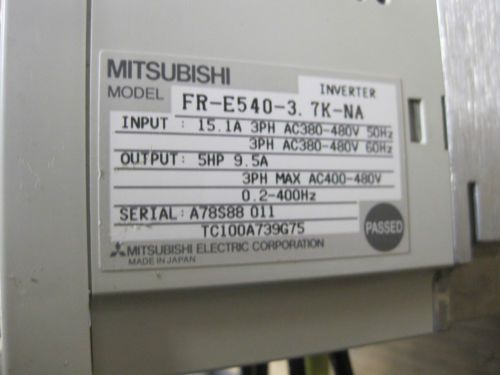 MITSUBISHI
INVERTER
MODEL FR-E540-3.7K-NA
INPUT : 15.1A 3PH AC380-480V 50Hz
3PH AC380-480V 60Hz
OUTPUT: 5HP 9.5A
3PH MAX AC400-480V
0.2-400Hz
SERIAL: A78S88 011
TC100A739G75
PASSED
MITSUBISHI ELECTRIC CORPORATION
MADE IN JAPAN